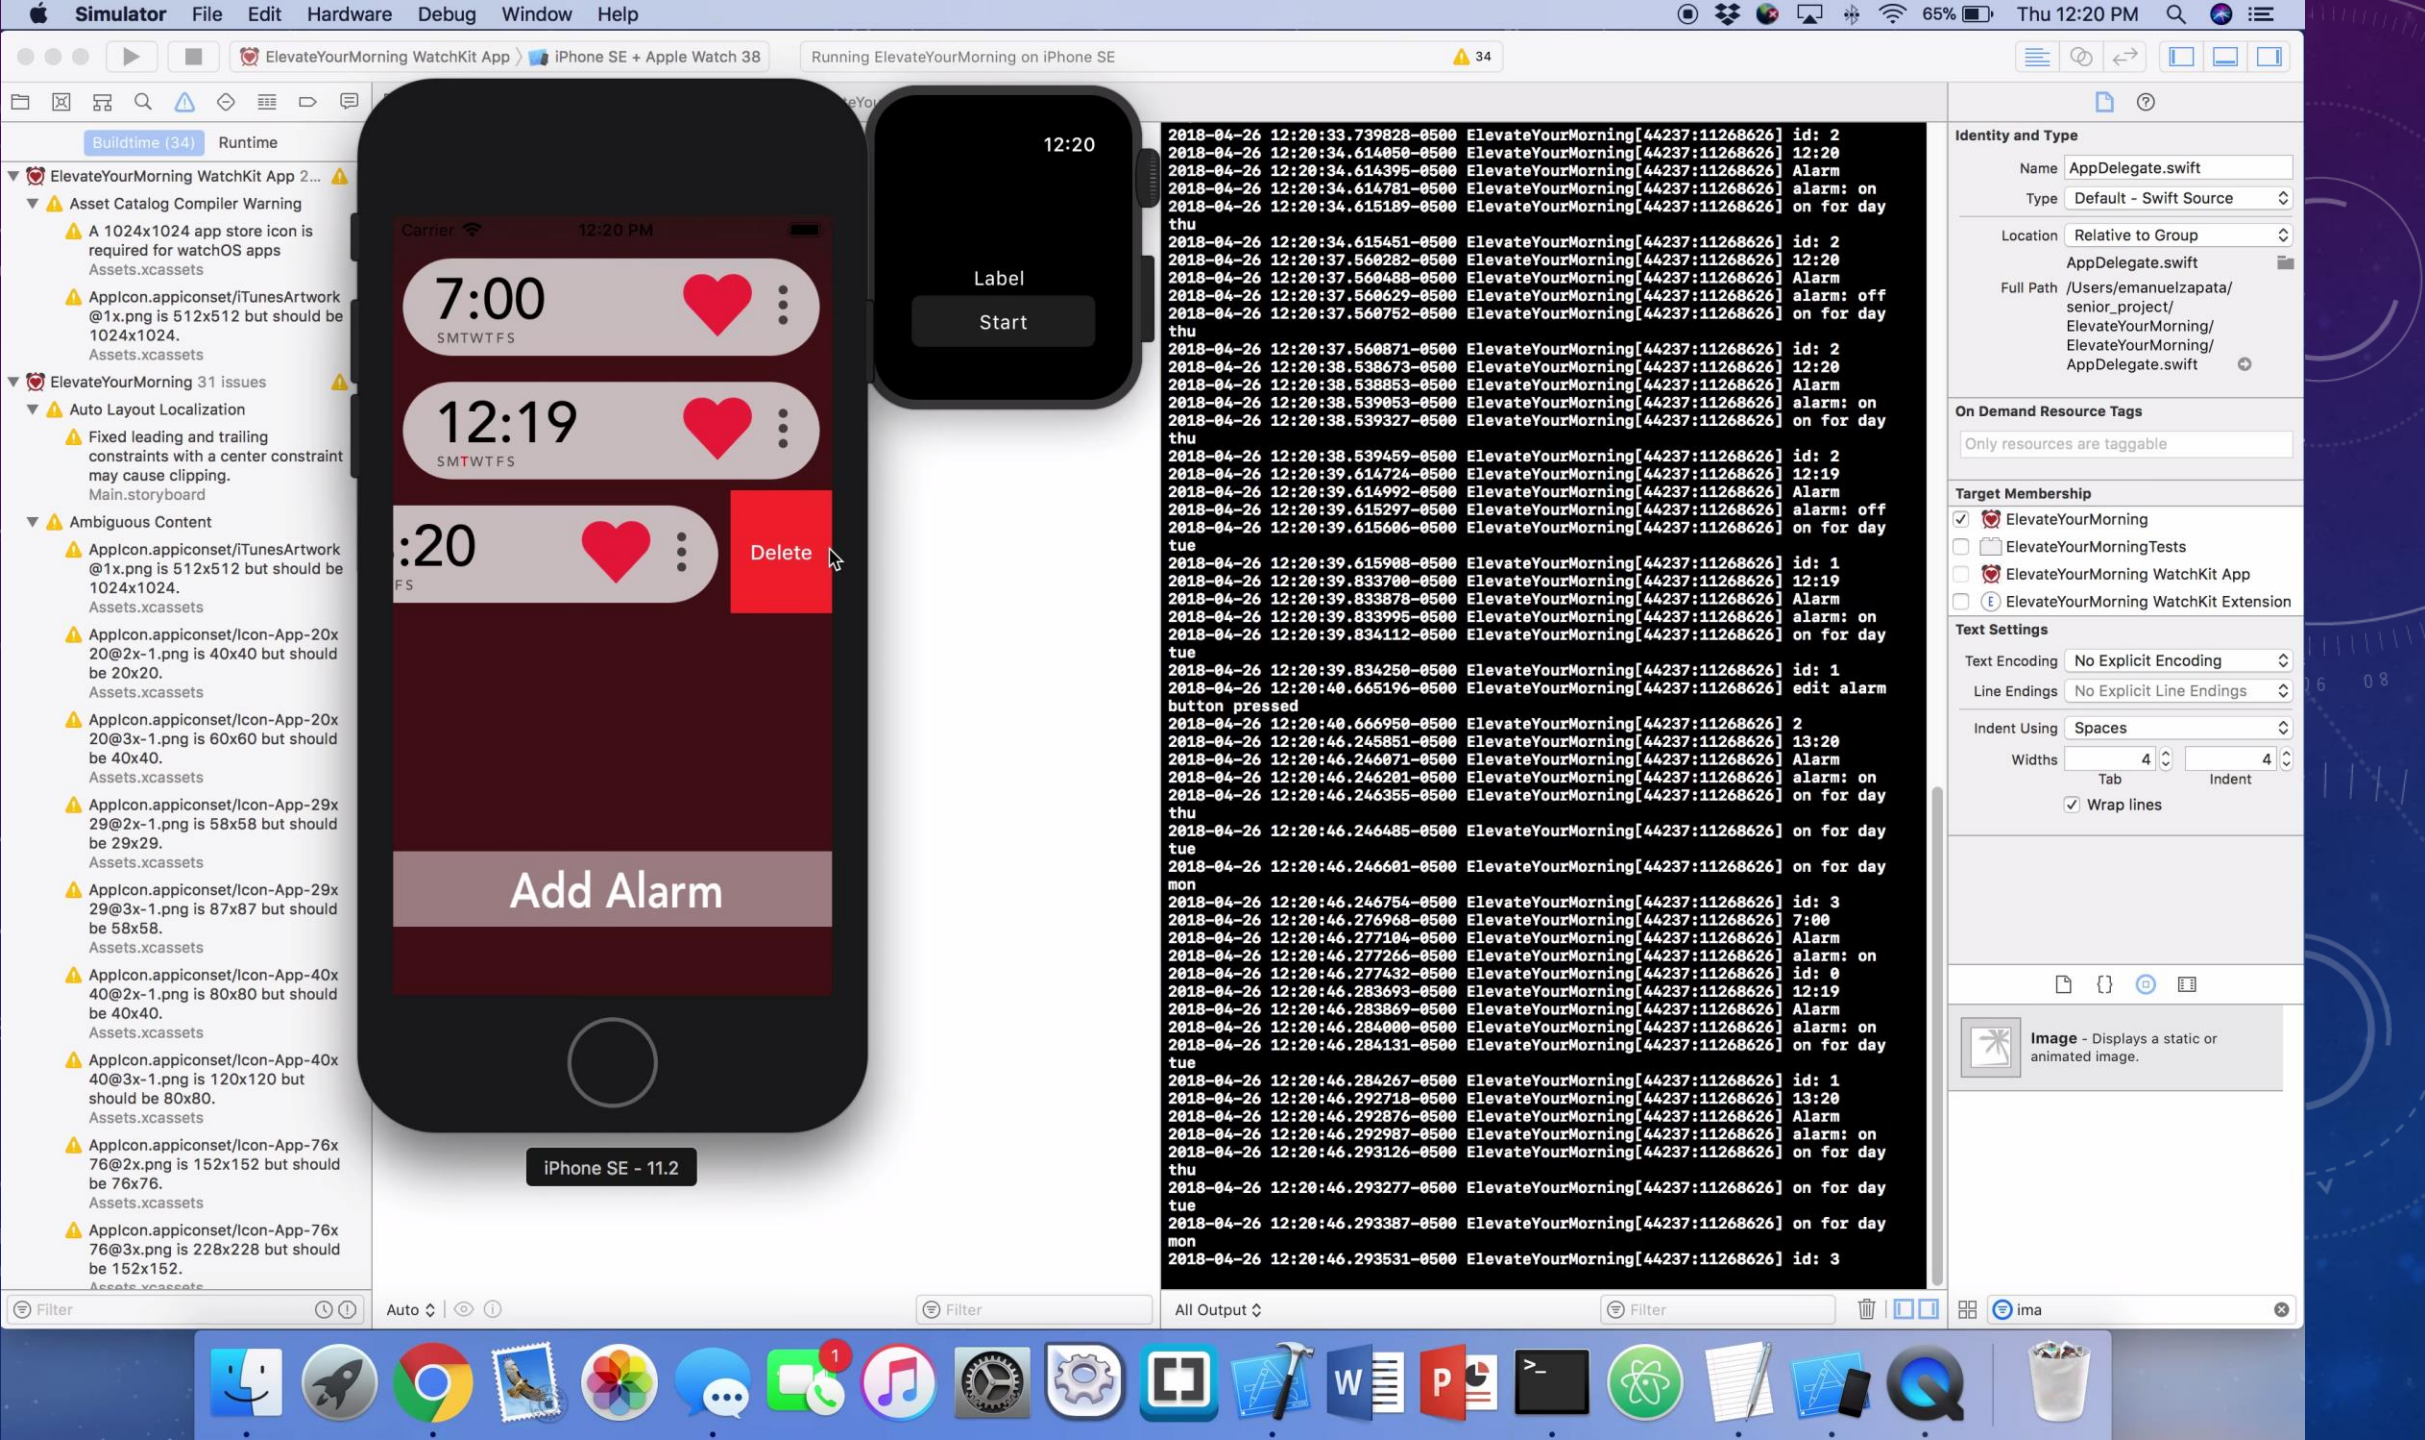 Simulator File Edit Hardware Debug Window Help
65% Thu 12:20 PM
ElevateYourMorning WatchKit App iPhone SE + Apple Watch 38
Running ElevateYourMorning on iPhone SE
34
Buildtime (34) Runtime
ElevateYourMorning WatchKit App 2...
Asset Catalog Compiler Warning
A 1024x1024 app store icon is
required for watchOS apps
Assets.xcassets
AppIcon.appiconset/iTunesArtwork
@1x.png is 512x512 but should be
1024x1024.
Assets.xcassets
ElevateYourMorning 31 issues
Auto Layout Localization
Fixed leading and trailing
constraints with a center constraint
may cause clipping.
Main.storyboard
Ambiguous Content
AppIcon.appiconset/iTunesArtwork
@1x.png is 512x512 but should be
1024x1024.
Assets.xcassets
AppIcon.appiconset/Icon-App-20x
20@2x-1.png is 40x40 but should
be 20x20.
Assets.xcassets
AppIcon.appiconset/Icon-App-20x
20@3x-1.png is 60x60 but should
be 40x40.
Assets.xcassets
AppIcon.appiconset/Icon-App-29x
29@2x-1.png is 58x58 but should
be 29x29.
Assets.xcassets
AppIcon.appiconset/Icon-App-29x
29@3x-1.png is 87x87 but should
be 58x58.
Assets.xcassets
AppIcon.appiconset/Icon-App-40x
40@2x-1.png is 80x80 but should
be 40x40.
Assets.xcassets
AppIcon.appiconset/Icon-App-40x
40@3x-1.png is 120x120 but
should be 80x80.
Assets.xcassets
AppIcon.appiconset/Icon-App-76x
76@2x.png is 152x152 but should
be 76x76.
Assets.xcassets
AppIcon.appiconset/Icon-App-76x
76@3x.png is 228x228 but should
be 152x152.
Assets.xcassets
Filter
Carrier 12:20 PM
7:00
SMTWTFS
12:19
SMTWTFS
:20
FS
Delete
Add Alarm
iPhone SE - 11.2
12:20
Label
Start
Auto
Filter
2018-04-26 12:20:33.739828-0500 ElevateYourMorning[44237:11268626] id: 2
2018-04-26 12:20:34.614050-0500 ElevateYourMorning[44237:11268626] 12:20
2018-04-26 12:20:34.614395-0500 ElevateYourMorning[44237:11268626] Alarm
2018-04-26 12:20:34.614781-0500 ElevateYourMorning[44237:11268626] alarm: on
2018-04-26 12:20:34.615189-0500 ElevateYourMorning[44237:11268626] on for day
thu
2018-04-26 12:20:34.615451-0500 ElevateYourMorning[44237:11268626] id: 2
2018-04-26 12:20:37.560282-0500 ElevateYourMorning[44237:11268626] 12:20
2018-04-26 12:20:37.560488-0500 ElevateYourMorning[44237:11268626] Alarm
2018-04-26 12:20:37.560629-0500 ElevateYourMorning[44237:11268626] alarm: off
2018-04-26 12:20:37.560752-0500 ElevateYourMorning[44237:11268626] on for day
thu
2018-04-26 12:20:37.560871-0500 ElevateYourMorning[44237:11268626] id: 2
2018-04-26 12:20:38.538673-0500 ElevateYourMorning[44237:11268626] 12:20
2018-04-26 12:20:38.538853-0500 ElevateYourMorning[44237:11268626] Alarm
2018-04-26 12:20:38.539053-0500 ElevateYourMorning[44237:11268626] alarm: on
2018-04-26 12:20:38.539327-0500 ElevateYourMorning[44237:11268626] on for day
thu
2018-04-26 12:20:38.539459-0500 ElevateYourMorning[44237:11268626] id: 2
2018-04-26 12:20:39.614724-0500 ElevateYourMorning[44237:11268626] 12:19
2018-04-26 12:20:39.614992-0500 ElevateYourMorning[44237:11268626] Alarm
2018-04-26 12:20:39.615297-0500 ElevateYourMorning[44237:11268626] alarm: off
2018-04-26 12:20:39.615606-0500 ElevateYourMorning[44237:11268626] on for day
tue
2018-04-26 12:20:39.615908-0500 ElevateYourMorning[44237:11268626] id: 1
2018-04-26 12:20:39.833700-0500 ElevateYourMorning[44237:11268626] 12:19
2018-04-26 12:20:39.833878-0500 ElevateYourMorning[44237:11268626] Alarm
2018-04-26 12:20:39.833995-0500 ElevateYourMorning[44237:11268626] alarm: on
2018-04-26 12:20:39.834112-0500 ElevateYourMorning[44237:11268626] on for day
tue
2018-04-26 12:20:39.834250-0500 ElevateYourMorning[44237:11268626] id: 1
2018-04-26 12:20:40.665196-0500 ElevateYourMorning[44237:11268626] edit alarm
button pressed
2018-04-26 12:20:40.666950-0500 ElevateYourMorning[44237:11268626] 2
2018-04-26 12:20:46.245851-0500 ElevateYourMorning[44237:11268626] 13:20
2018-04-26 12:20:46.246071-0500 ElevateYourMorning[44237:11268626] Alarm
2018-04-26 12:20:46.246201-0500 ElevateYourMorning[44237:11268626] alarm: on
2018-04-26 12:20:46.246355-0500 ElevateYourMorning[44237:11268626] on for day
thu
2018-04-26 12:20:46.246485-0500 ElevateYourMorning[44237:11268626] on for day
tue
2018-04-26 12:20:46.246601-0500 ElevateYourMorning[44237:11268626] on for day
mon
2018-04-26 12:20:46.246754-0500 ElevateYourMorning[44237:11268626] id: 3
2018-04-26 12:20:46.276968-0500 ElevateYourMorning[44237:11268626] 7:00
2018-04-26 12:20:46.277104-0500 ElevateYourMorning[44237:11268626] Alarm
2018-04-26 12:20:46.277266-0500 ElevateYourMorning[44237:11268626] alarm: on
2018-04-26 12:20:46.277432-0500 ElevateYourMorning[44237:11268626] id: 0
2018-04-26 12:20:46.283693-0500 ElevateYourMorning[44237:11268626] 12:19
2018-04-26 12:20:46.283869-0500 ElevateYourMorning[44237:11268626] Alarm
2018-04-26 12:20:46.284000-0500 ElevateYourMorning[44237:11268626] alarm: on
2018-04-26 12:20:46.284131-0500 ElevateYourMorning[44237:11268626] on for day
tue
2018-04-26 12:20:46.284267-0500 ElevateYourMorning[44237:11268626] id: 1
2018-04-26 12:20:46.292718-0500 ElevateYourMorning[44237:11268626] 13:20
2018-04-26 12:20:46.292876-0500 ElevateYourMorning[44237:11268626] Alarm
2018-04-26 12:20:46.292987-0500 ElevateYourMorning[44237:11268626] alarm: on
2018-04-26 12:20:46.293126-0500 ElevateYourMorning[44237:11268626] on for day
thu
2018-04-26 12:20:46.293277-0500 ElevateYourMorning[44237:11268626] on for day
tue
2018-04-26 12:20:46.293387-0500 ElevateYourMorning[44237:11268626] on for day
mon
2018-04-26 12:20:46.293531-0500 ElevateYourMorning[44237:11268626] id: 3
All Output
Filter
Identity and Type
Name AppDelegate.swift
Type Default - Swift Source
Location Relative to Group
AppDelegate.swift
Full Path /Users/emanuelzapata/
senior_project/
ElevateYourMorning/
ElevateYourMorning/
AppDelegate.swift
On Demand Resource Tags
Only resources are taggable
Target Membership
ElevateYourMorning
ElevateYourMorningTests
ElevateYourMorning WatchKit App
E ElevateYourMorning WatchKit Extension
Text Settings
Text Encoding No Explicit Encoding
Line Endings No Explicit Line Endings
Indent Using Spaces
Widths 4 4
Tab Indent
Wrap lines
{}
Image - Displays a static or
animated image.
ima
1
W
P
>_
08